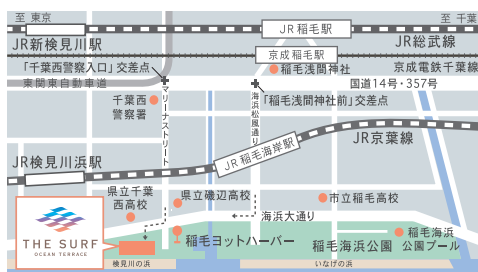 至 東京
至 千葉
JR稲毛駅
JR新検見川駅
JR総武線
京成稲毛駅
「千葉西警察入口」交差点
稲毛浅間神社
京成電鉄千葉線
東関東自動車道
国道14号・357号
千葉西
警察署
マリーナストリート
海浜松風通り
「稲毛浅間神社前」交差点
JR京葉線
JR稲毛海岸駅
JR検見川浜駅
県立千葉
西高校
県立磯辺高校
市立稲毛高校
海浜大通り
THE SURF
OCEAN TERRACE
稲毛ヨットハーバー
稲毛海浜公園
稲毛海浜
公園プール
検見川の浜
いなげの浜